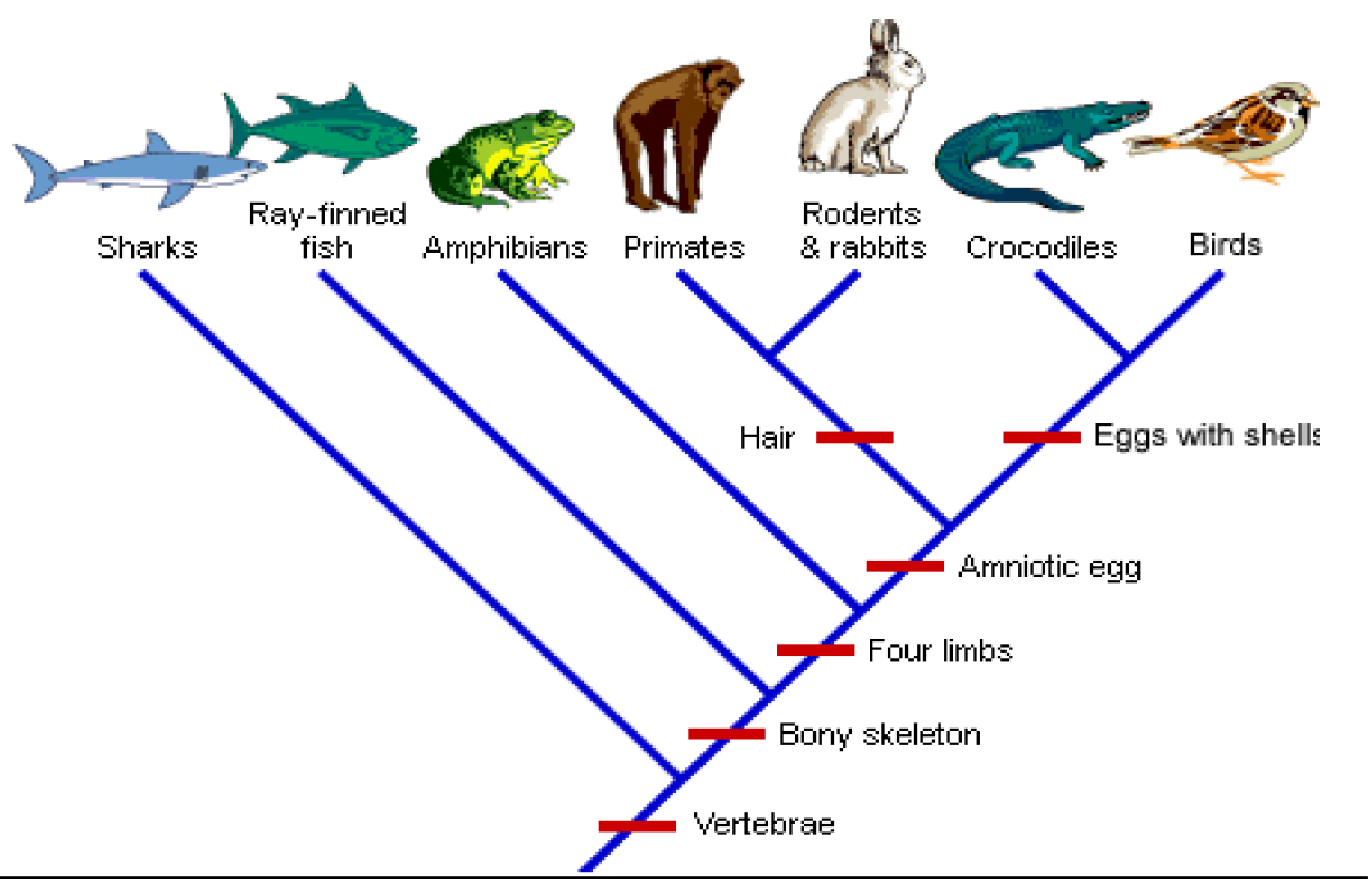 Sharks
Ray-finned
fish
Amphibians
Primates
Rodents
& rabbits
Crocodiles
Birds
Hair
Eggs with shells
Amniotic egg
Four limbs
Bony skeleton
Vertebrae